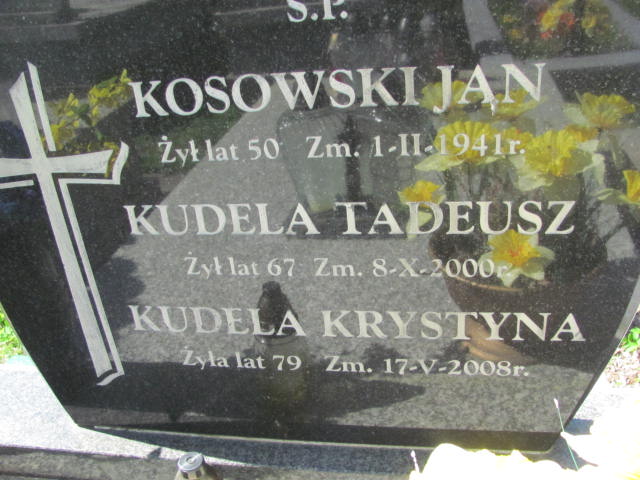 S.P.
KOSOWSKI JAN
Żył lat 50 Zm. 1-II-1941r.
KUDELA TADEUSZ
Żył lat 67 Zm. 8-X-2000r.
KUDELA KRYSTYNA
Żyła lat 79 Zm. 17-V-2008r.